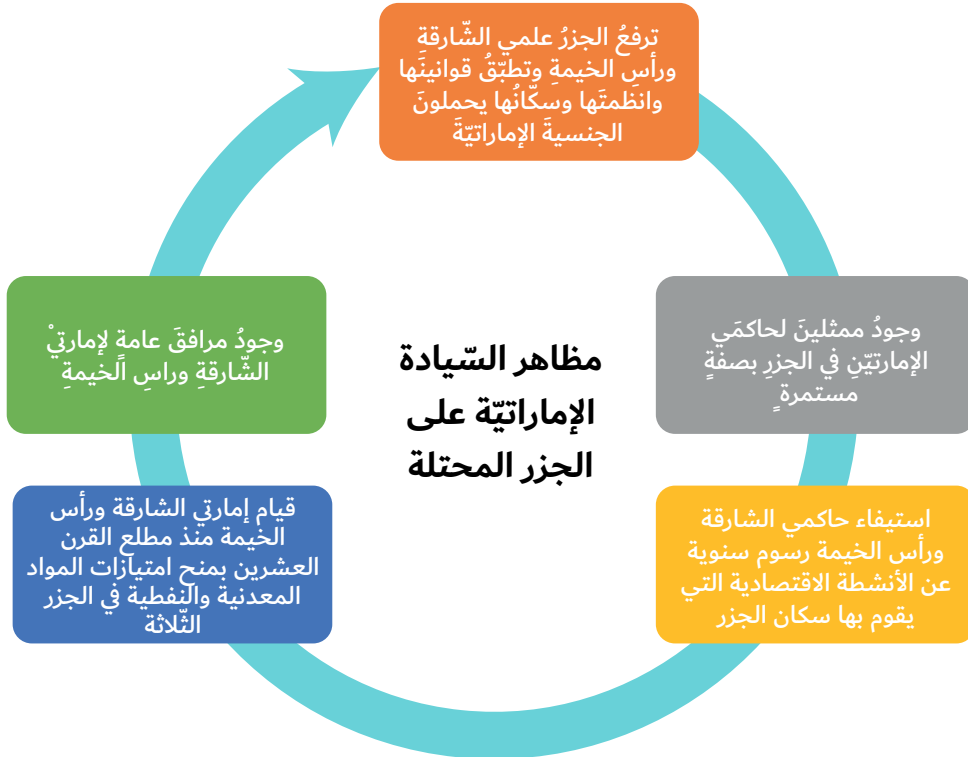 ترفعُ الجزرُ علمي الشّارقةِ
ورأسِ الخيمةِ وتطبّقُ قوانينَها
وانظمتَها وسكّانُها يحملونَ
الجنسيةَ الإماراتيّةَ
وجودُ ممثلينَ لحاكمَي
الإمارتيّنِ في الجزرِ بصفةٍ
مستمرةٍ
استيفاء حاكمي الشارقة
ورأس الخيمة رسوم سنوية
عن الأنشطة الاقتصادية التي
يقوم بها سكان الجزر
قيام إمارتي الشارقة ورأس
الخيمة منذ مطلع القرن
العشرين بمنح امتيازات المواد
المعدنية والنفطية في الجزر
الثّلاثة
وجودُ مرافقَ عامةٍ لإمارتيْ
الشّارقةِ وراسِ الخيمةِ
مظاهر السّيادة
الإماراتيّة على
الجزر المحتلة